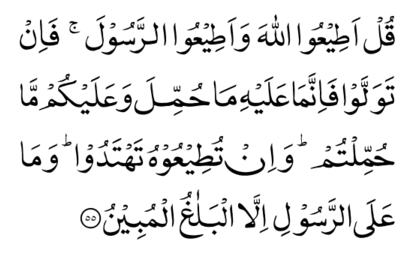 قُلْ اَطِيْعُوا اللّٰهَ وَاَطِيْعُوا الرَّسُوْلَ ۚ فَاِنْ
تَوَلَّوْا فَاِنَّمَا عَلَيْهِ مَا حُمِّلَ وَعَلَيْكُمْ مَّا
حُمِّلْتُمْ ؕ وَاِنْ تُطِيْعُوْهُ تَهْتَدُوْا ؕ وَمَا
عَلَى الرَّسُوْلِ اِلَّا الْبَلٰغُ الْمُبِيْنُ ۝۵۵